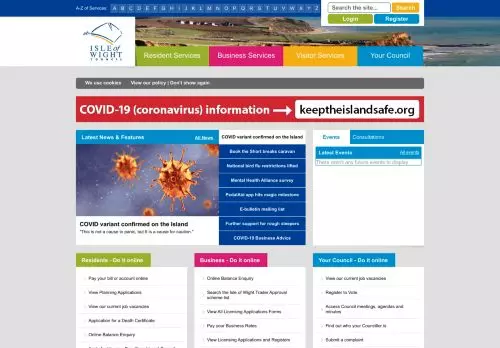 A-Z of Services: A B C D E F G H I J K L M N O P Q R S T U V W X Y Z
Search the site...
Search
Login
Register
ISLE of
WIGHT
COUNCIL
Resident Services
Business Services
Visitor Services
Your Council
We use cookies View our policy | Don't show again.
COVID-19 (coronavirus) information
keeptheislandsafe.org
Latest News & Features
All News
COVID variant confirmed on the Island
"This is not a cause to panic, but it is a cause for caution."
COVID variant confirmed on the Island
Book the Short breaks caravan
National bird flu restrictions lifted
Mental Health Alliance survey
PedalAid app hits magic milestone
E-bulletin mailing list
Further support for rough sleepers
COVID-19 Business Advice
Events
Consultations
Latest Events
All events
There aren't any future events to display
Residents - Do it online
Pay your bill or account online
View Planning Applications
View our current job vacancies
Application for a Death Certificate
Online Balance Enquiry
Business - Do it online
Online Balance Enquiry
Search the Isle of Wight Trader Approval
scheme list
View All Licensing Applications Forms
Pay your Business Rates
View Licensing Applications and Registers
Your Council - Do it online
View our current job vacancies
Register to Vote
Access Council meetings, agendas and
minutes
Find out who your Councillor is
Submit a complaint